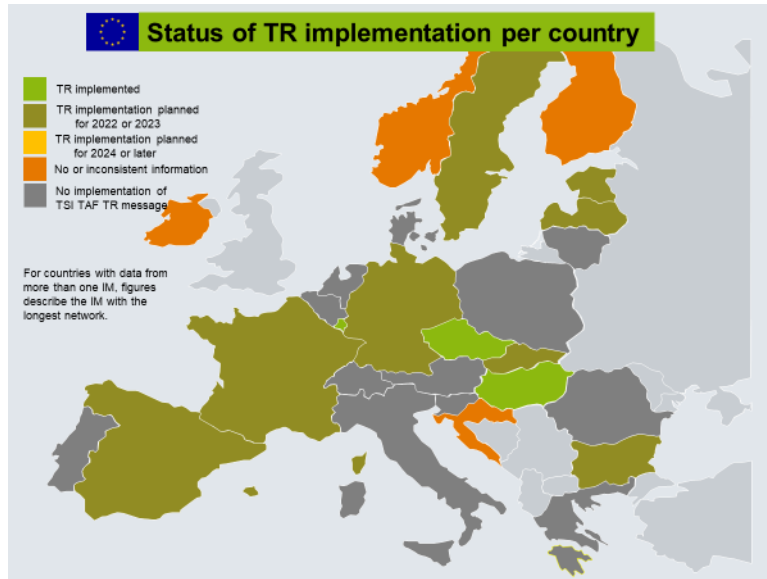 Status of TR implementation per country
TR implemented
TR implementation planned
for 2022 or 2023
TR implementation planned
for 2024 or later
No or inconsistent information
No implementation of
TSI TAF TR message
For countries with data from
more than one IM, figures
describe the IM with the
longest network.